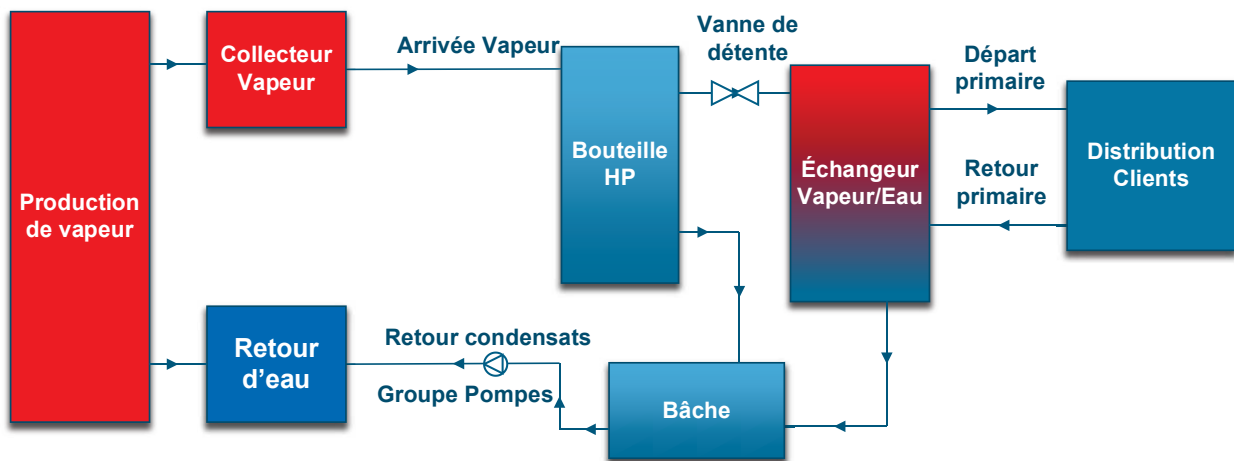 Production
de vapeur
Collecteur
Vapeur
Arrivée Vapeur
Bouteille
HP
Vanne de
détente
Échangeur
Vapeur/Eau
Départ
primaire
Retour
primaire
Distribution
Clients
Retour
d’eau
Retour condensats
Groupe Pompes
Bâche